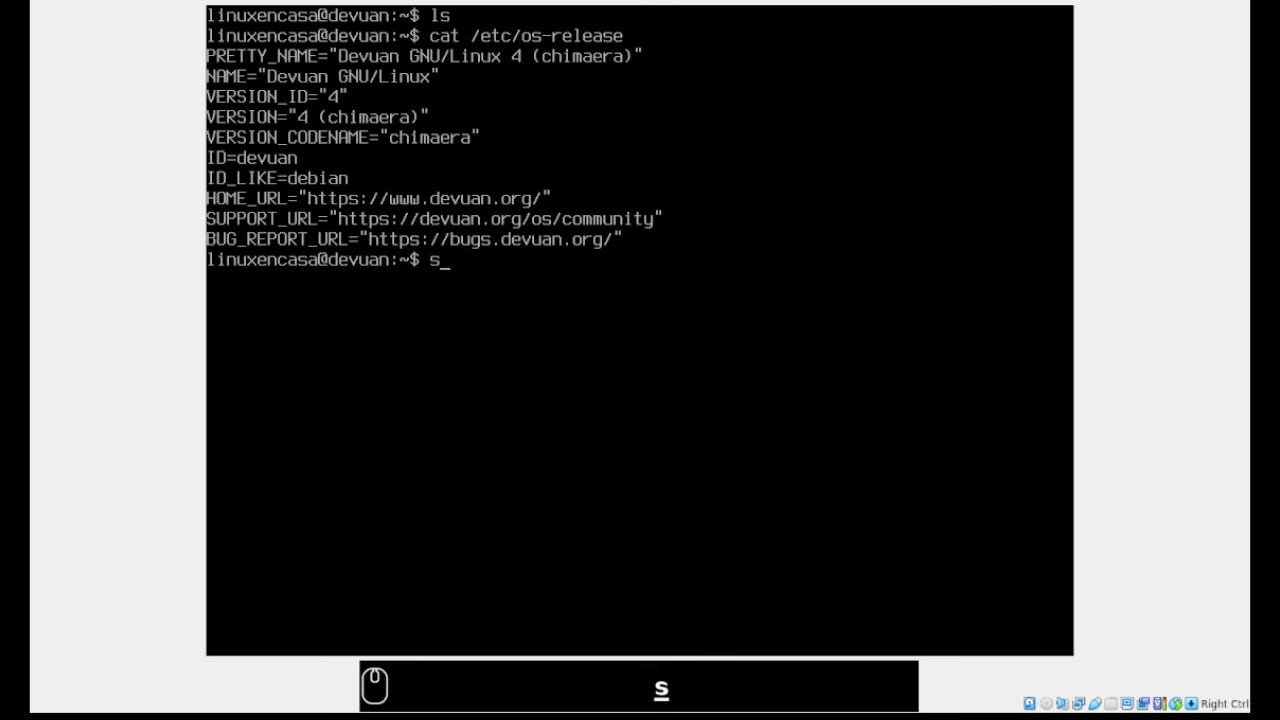 linuxencasa@devuan:~$ ls
linuxencasa@devuan:~$ cat /etc/os-release
PRETTY_NAME="Devuan GNU/Linux 4 (chimaera)"
NAME="Devuan GNU/Linux"
VERSION_ID="4"
VERSION="4 (chimaera)"
VERSION_CODENAME="chimaera"
ID=devuan
ID_LIKE=debian
HOME_URL="https://www.devuan.org/"
SUPPORT_URL="https://devuan.org/os/community"
BUG_REPORT_URL="https://bugs.devuan.org/"
linuxencasa@devuan:~$ s_
s
Right Ctrl